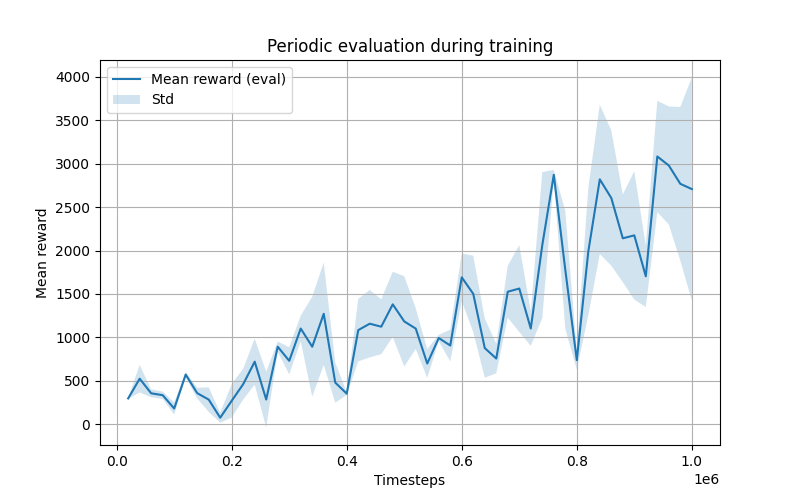 Periodic evaluation during training
Mean reward (eval)
Std
Mean reward
4000
3500
3000
2500
2000
1500
1000
500
0
0.0 0.2 0.4 0.6 0.8 1.0
1e6
Timesteps